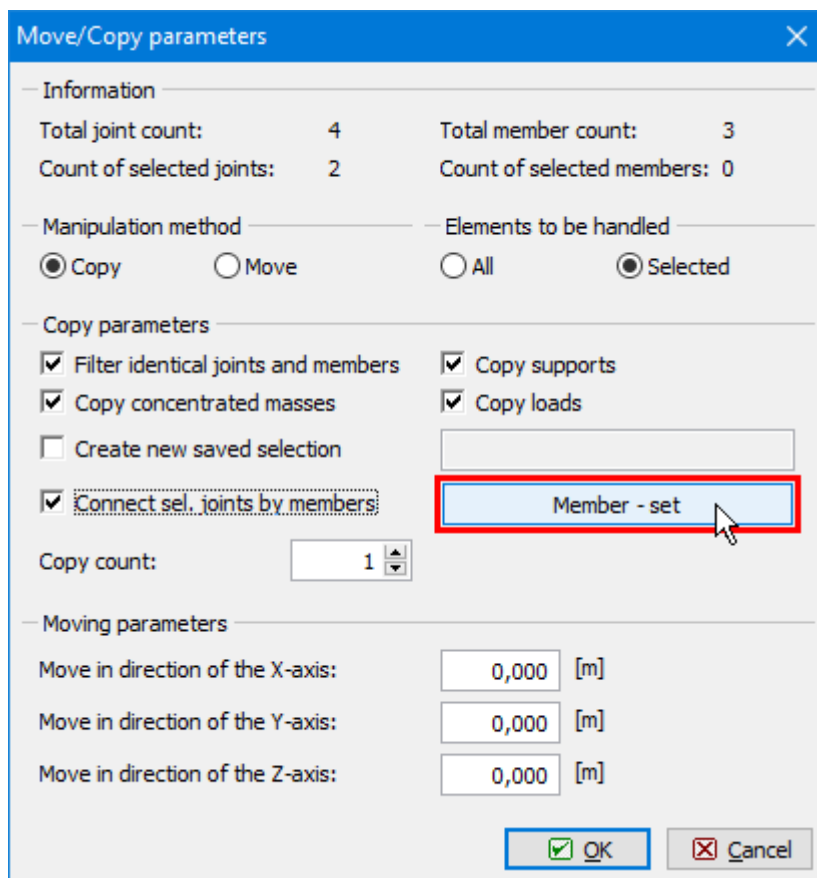 Move/Copy parameters
Information
Total joint count: 4 Total member count: 3
Count of selected joints: 2 Count of selected members: 0
Manipulation method Elements to be handled
Copy Move All Selected
Copy parameters
Filter identical joints and members Copy supports
Copy concentrated masses Copy loads
Create new saved selection
Connect sel. joints by members Member - set
Copy count: 1
Moving parameters
Move in direction of the X-axis: 0,000 [m]
Move in direction of the Y-axis: 0,000 [m]
Move in direction of the Z-axis: 0,000 [m]
OK Cancel